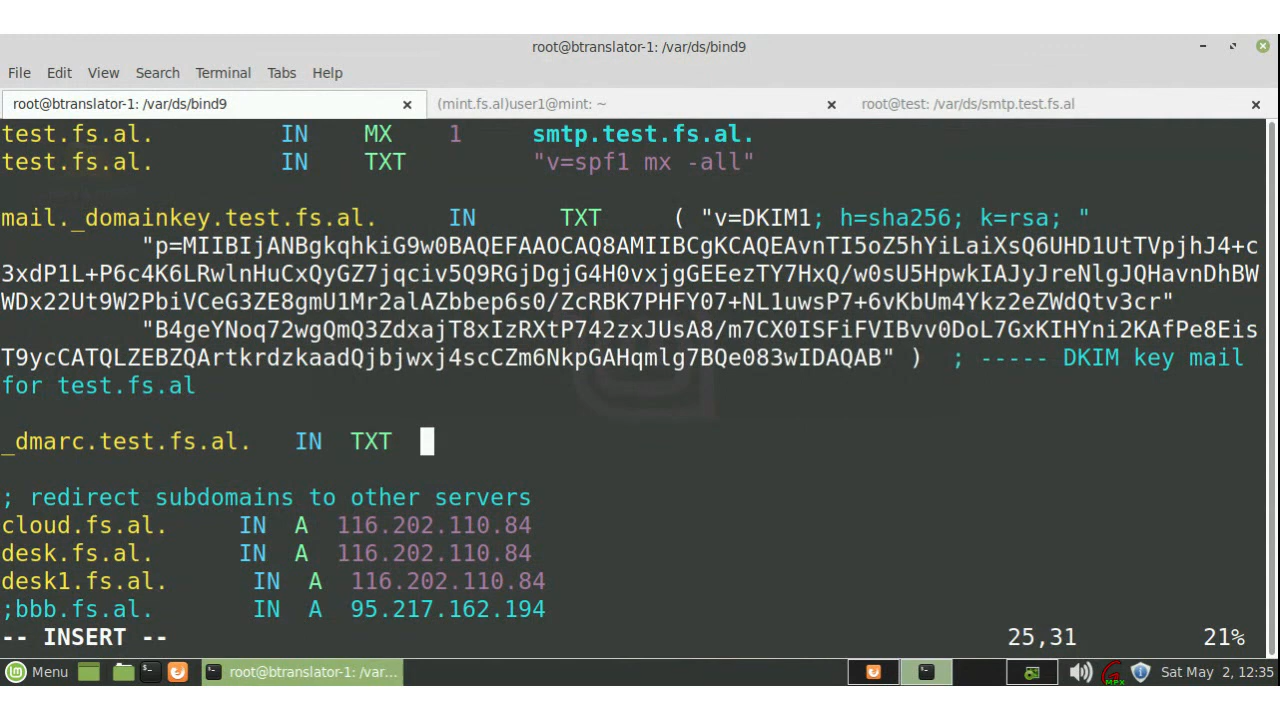 root@btranslator-1: /var/ds/bind9
File Edit View Search Terminal Tabs Help
root@btranslator-1: /var/ds/bind9 (mint.fs.al)user1@mint: ~ root@test: /var/ds/smtp.test.fs.al
test.fs.al. IN MX 1 smtp.test.fs.al.
test.fs.al. IN TXT "v=spf1 mx -all"
mail._domainkey.test.fs.al. IN TXT ( "v=DKIM1; h=sha256; k=rsa; "
"p=MIIBIjANBgkqhkiG9w0BAQEFAAOCAQ8AMIIBCgKCAQEAvnTI5oZ5hYiLaiXsQ6UHD1UtTVpjhJ4+c
3xdP1L+P6c4K6LRwlnHuCxQyGZ7jqciv5Q9RGjDgjG4H0vxjgGEEezTY7HxQ/w0sU5HpwkIAJyJreNlgJQHavnDhBW
WDx22Ut9W2PbiVCeG3ZE8gmU1Mr2alAZbbep6s0/ZcRBK7PHFY07+NL1uwsP7+6vKbUm4Ykz2eZWdQtv3cr"
"B4geYNoq72wgQmQ3ZdxajT8xIzRXtP742zxJUsA8/m7CX0ISFiFVIBvv0DoL7GxKIHYni2KAfPe8Eis
T9ycCATQLZEBZQArtkrdzkaadQjbjwxj4scCZm6NkpGAHqmlg7BQe083wIDAQAB" ) ; ----- DKIM key mail
for test.fs.al
_dmarc.test.fs.al. IN TXT
; redirect subdomains to other servers
cloud.fs.al. IN A 116.202.110.84
desk.fs.al. IN A 116.202.110.84
desk1.fs.al. IN A 116.202.110.84
;bbb.fs.al. IN A 95.217.162.194
-- INSERT -- 25,31 21%
Menu root@btranslator-1: /var... MPX Sat May 2, 12:35